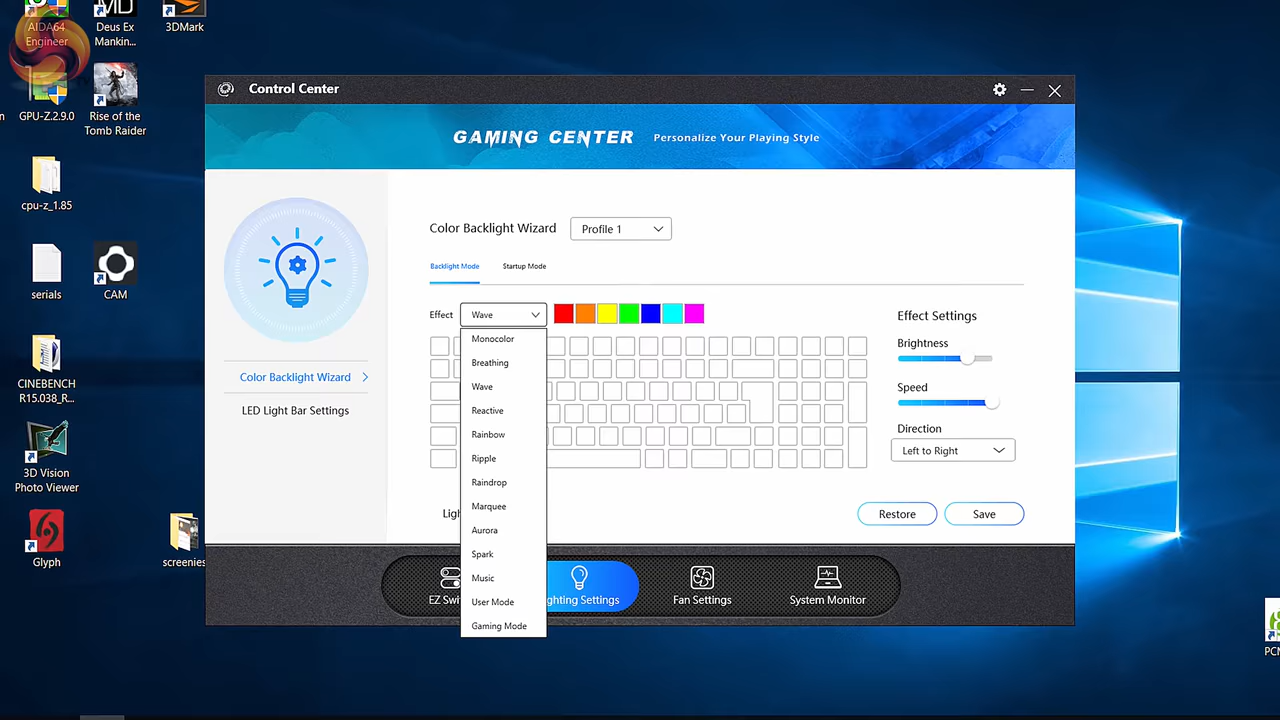 AIDA64
Engineer
Deus Ex
Mankin...
3DMark
GPU-Z.2.9.0
Rise of the
Tomb Raider
cpu-z_1.85
serials
CAM
CINEBENCH
R15.038_R...
3D Vision
Photo Viewer
Glyph
screenies
Control Center
GAMING CENTER Personalize Your Playing Style
Color Backlight Wizard Profile 1
Backlight Mode Startup Mode
Effect Wave
Monocolor
Breathing
Wave
Reactive
Rainbow
Ripple
Raindrop
Marquee
Aurora
Spark
Music
User Mode
Gaming Mode
Effect Settings
Brightness
Speed
Direction
Left to Right
Color Backlight Wizard
LED Light Bar Settings
Restore Save
EZ Swi
ghting Settings
Fan Settings
System Monitor